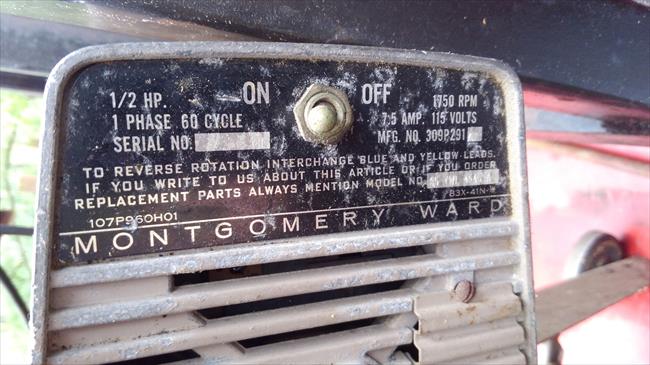 1/2 HP. ON OFF 1750 RPM
1 PHASE 60 CYCLE 7.5 AMP. 115 VOLTS
SERIAL NO. MFG. NO. 309P291
TO REVERSE ROTATION INTERCHANGE BLUE AND YELLOW LEADS.
IF YOU WRITE TO US ABOUT THIS ARTICLE OR IF YOU ORDER
REPLACEMENT PARTS ALWAYS MENTION MODEL NO.
107P960H01
MONTGOMERY WARD